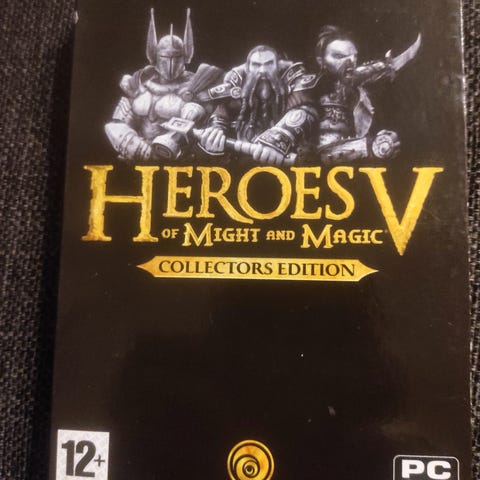 HEROES V
OF MIGHT AND MAGIC®
COLLECTORS EDITION
12+
PC